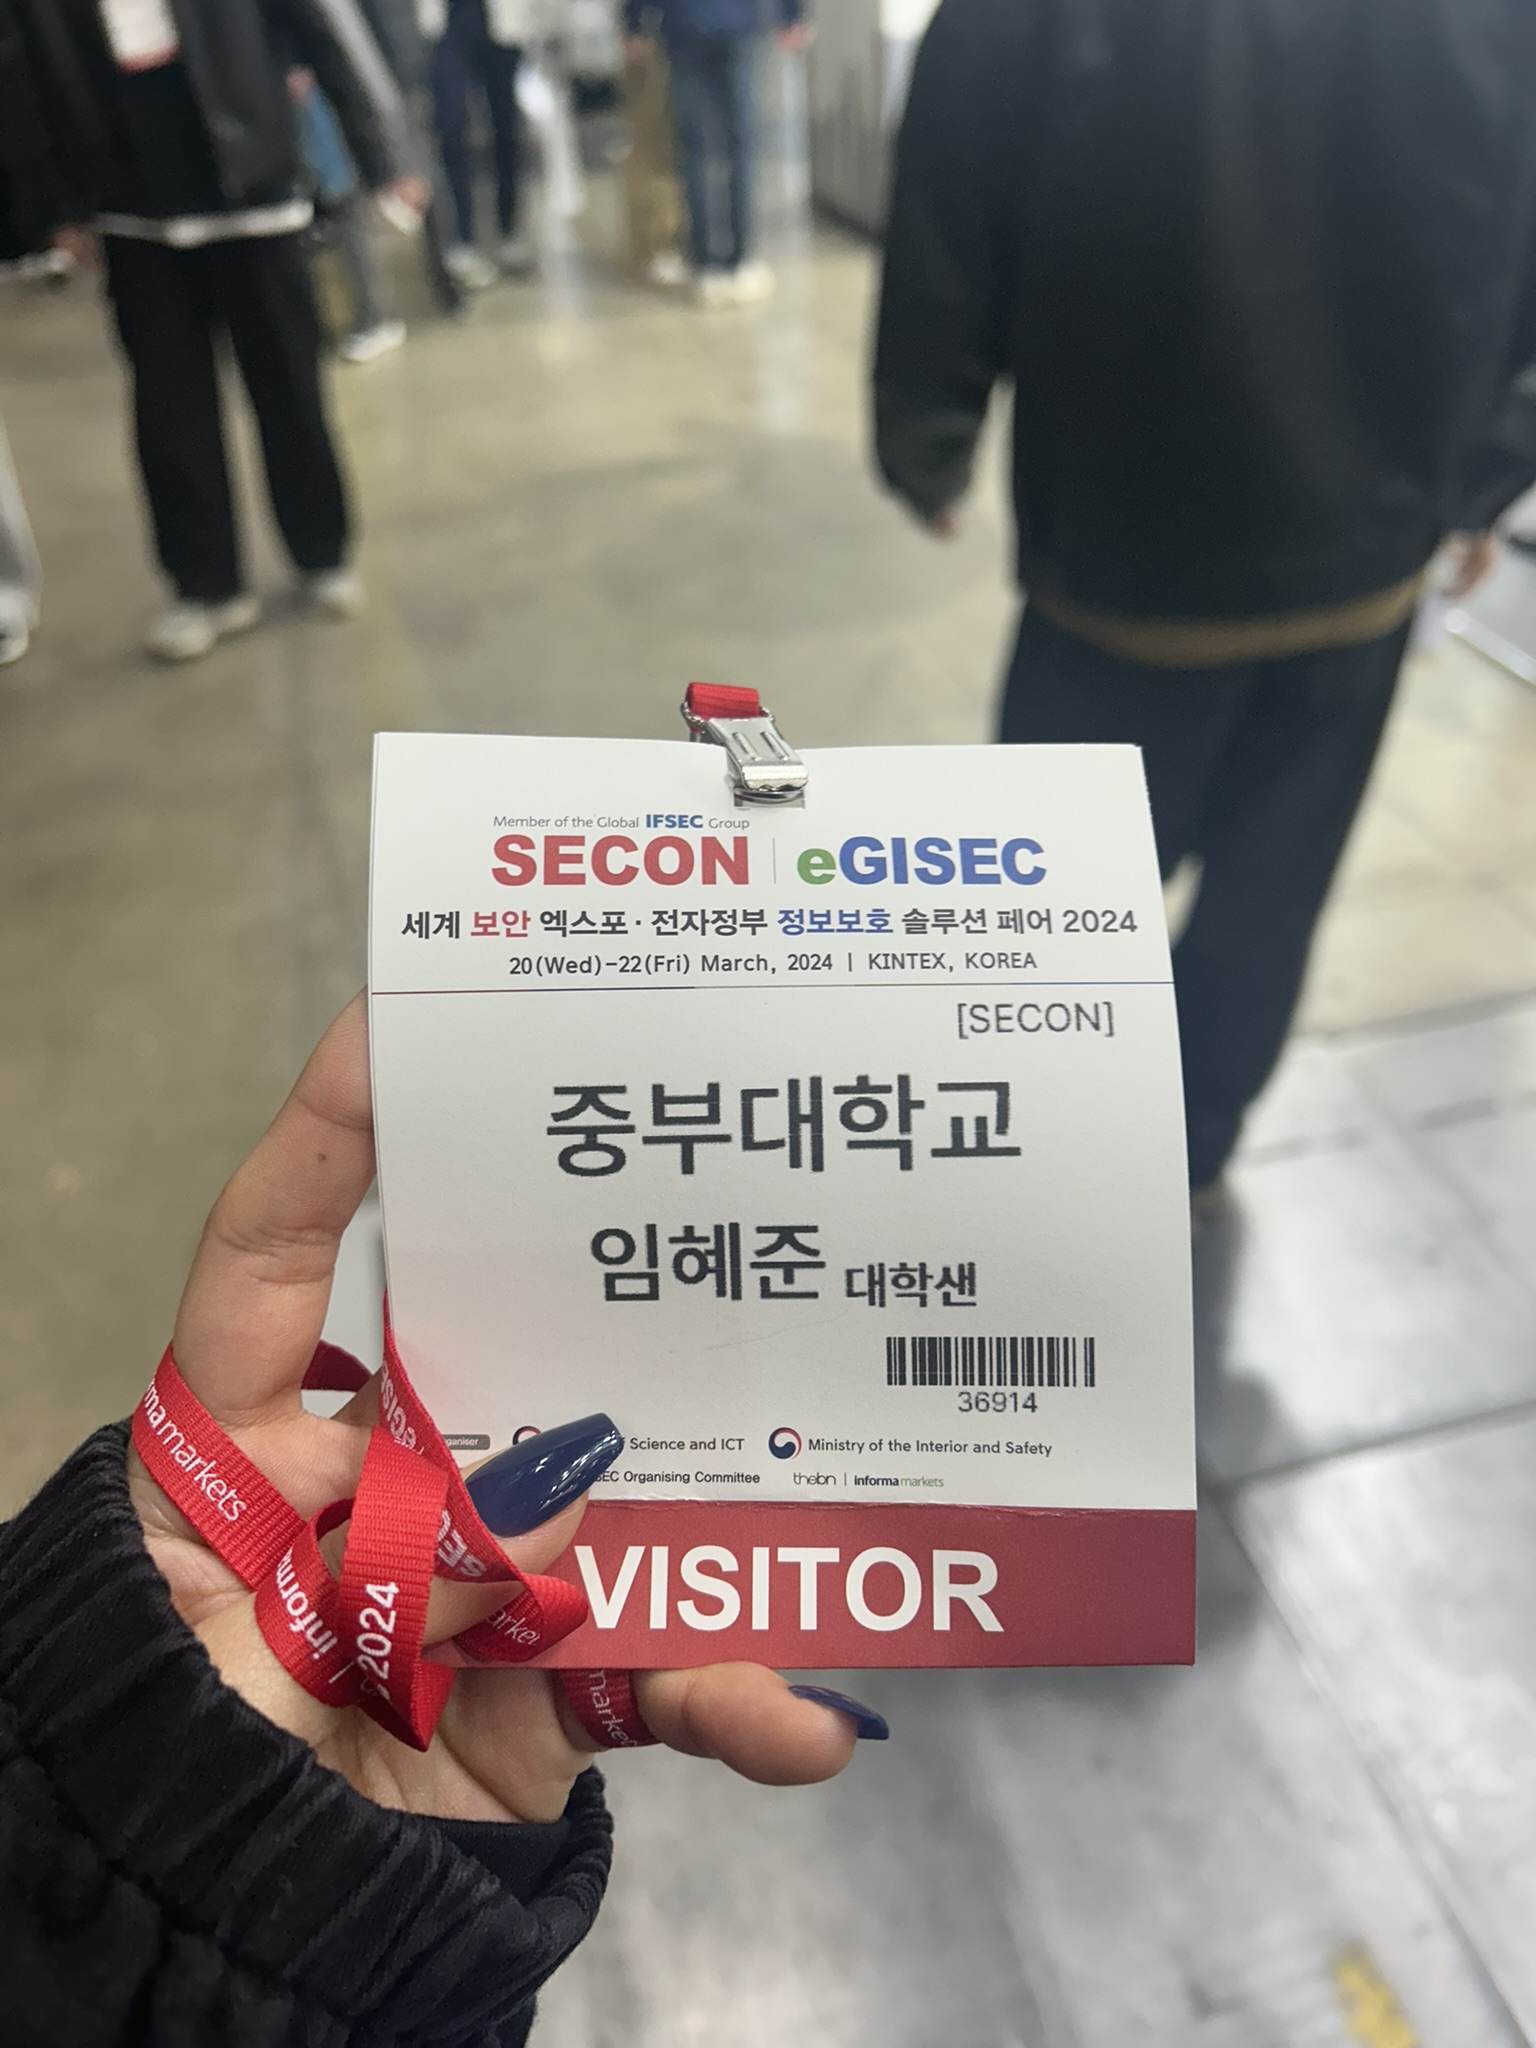 Member of the Global IFSEC Group
SECON | eGISEC
세계 보안 엑스포 · 전자정부 정보보호 솔루션 페어 2024
20(Wed)-22(Fri) March, 2024 | KINTEX, KOREA
[SECON]
중부대학교
임혜준 대학샌
36914
Science and ICT Ministry of the Interior and Safety
Organising Committee thebn | informa markets
VISITOR
markets
2024